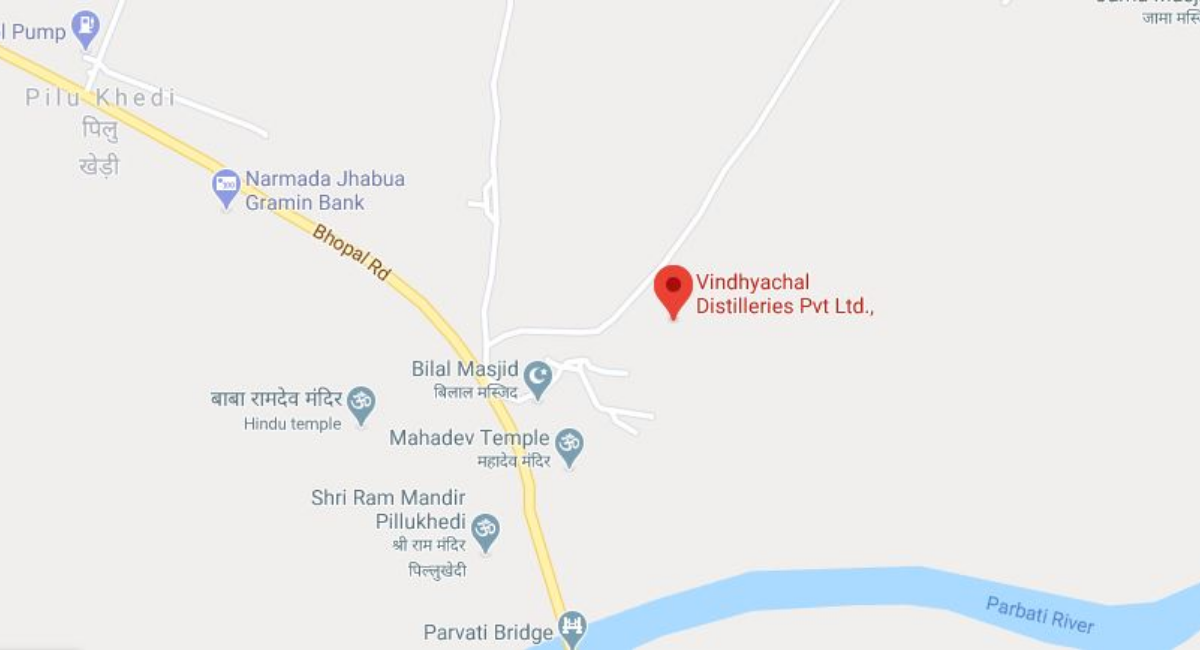 l Pump
जामा
Pilu Khedi
पिलु
खेड़ी
Narmada Jhabua
Gramin Bank
Bhopal Rd
Vindhyachal
Distilleries Pvt Ltd.,
Bilal Masjid
बिलाल मस्जिद
बाबा रामदेव मंदिर
Hindu temple
Mahadev Temple
महादेव मंदिर
Shri Ram Mandir
Pillukhedi
श्री राम मंदिर
पिल्लुखेदी
Parbati River
Parvati Bridge